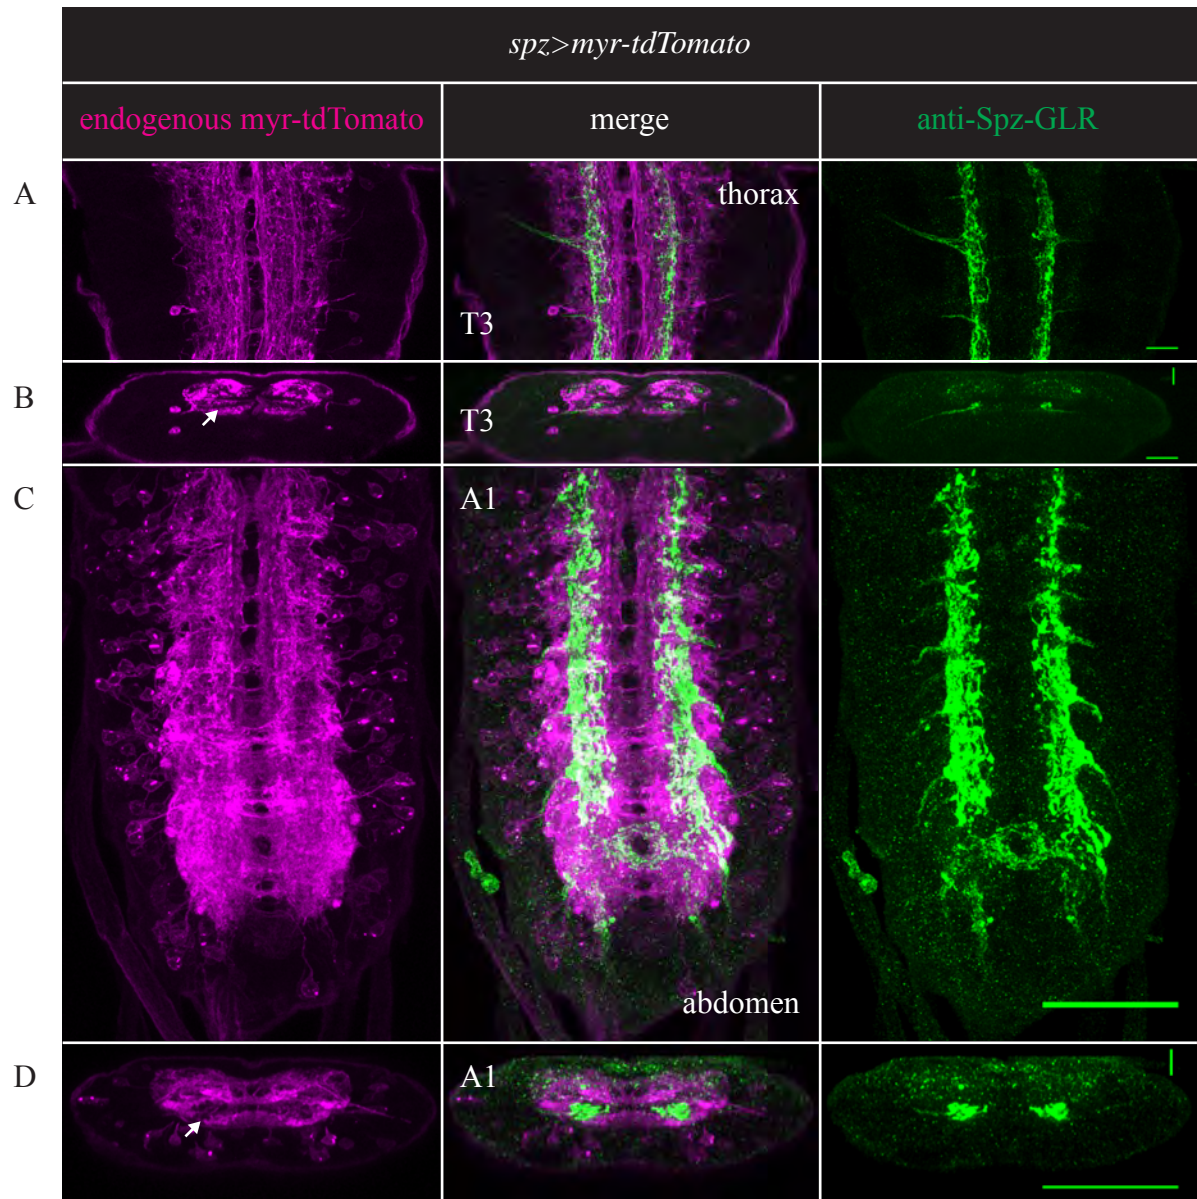 spz>myr-tdTomato
endogenous myr-tdTomato merge anti-Spz-GLR
A
thorax
T3
B
T3
C
A1
abdomen
D
A1